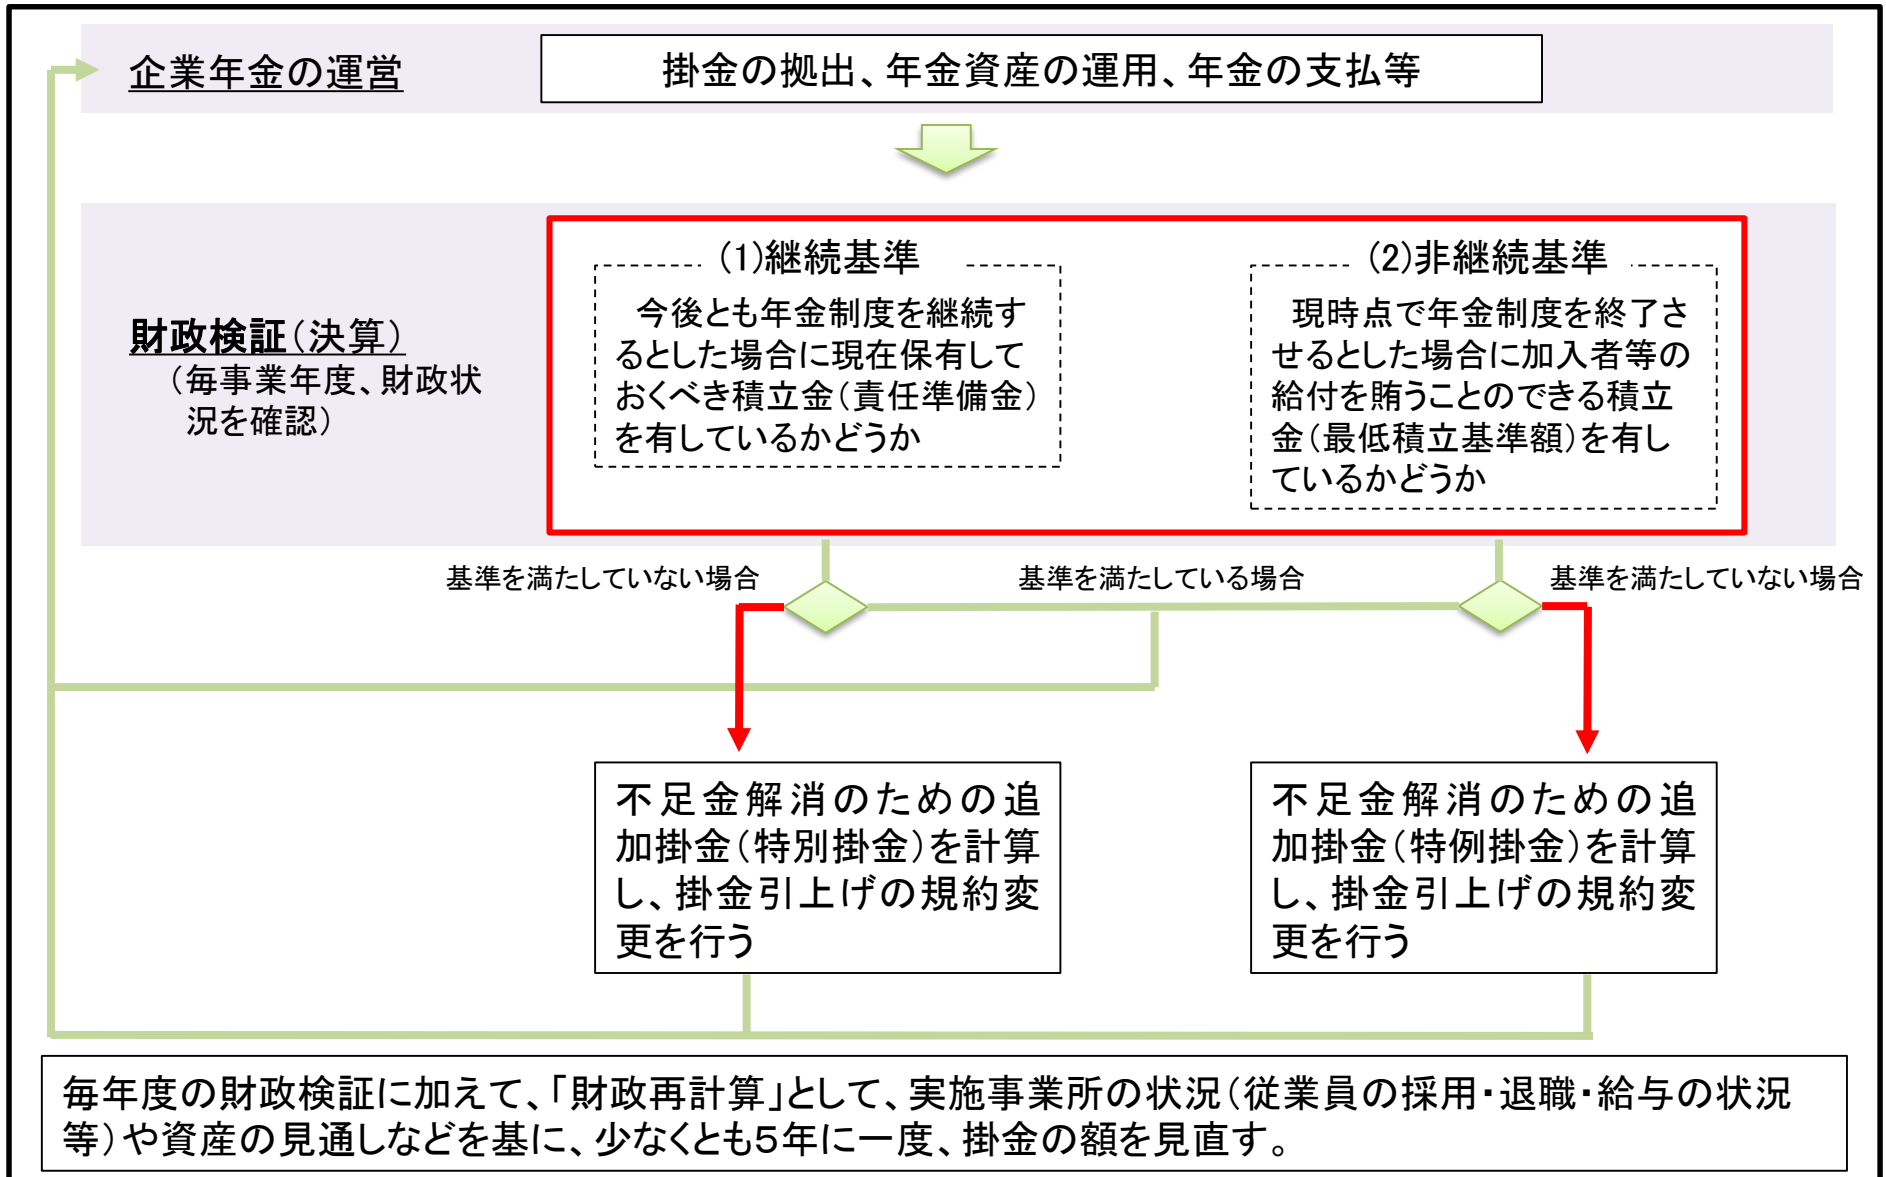 企業年金の運営
掛金の拠出、年金資産の運用、年金の支払等
財政検証(決算)
(毎事業年度、財政状
況を確認)
(1)継続基準
今後とも年金制度を継続す
るとした場合に現在保有して
おくべき積立金(責任準備金)
を有しているかどうか
(2)非継続基準
現時点で年金制度を終了さ
せるとした場合に加入者等の
給付を賄うことのできる積立
金(最低積立基準額)を有し
ているかどうか
基準を満たしていない場合
基準を満たしている場合
基準を満たしていない場合
不足金解消のための追
加掛金(特別掛金)を計算
し、掛金引上げの規約変
更を行う
不足金解消のための追
加掛金(特例掛金)を計算
し、掛金引上げの規約変
更を行う
毎年度の財政検証に加えて、「財政再計算」として、実施事業所の状況(従業員の採用・退職・給与の状況
等)や資産の見通しなどを基に、少なくとも5年に一度、掛金の額を見直す。